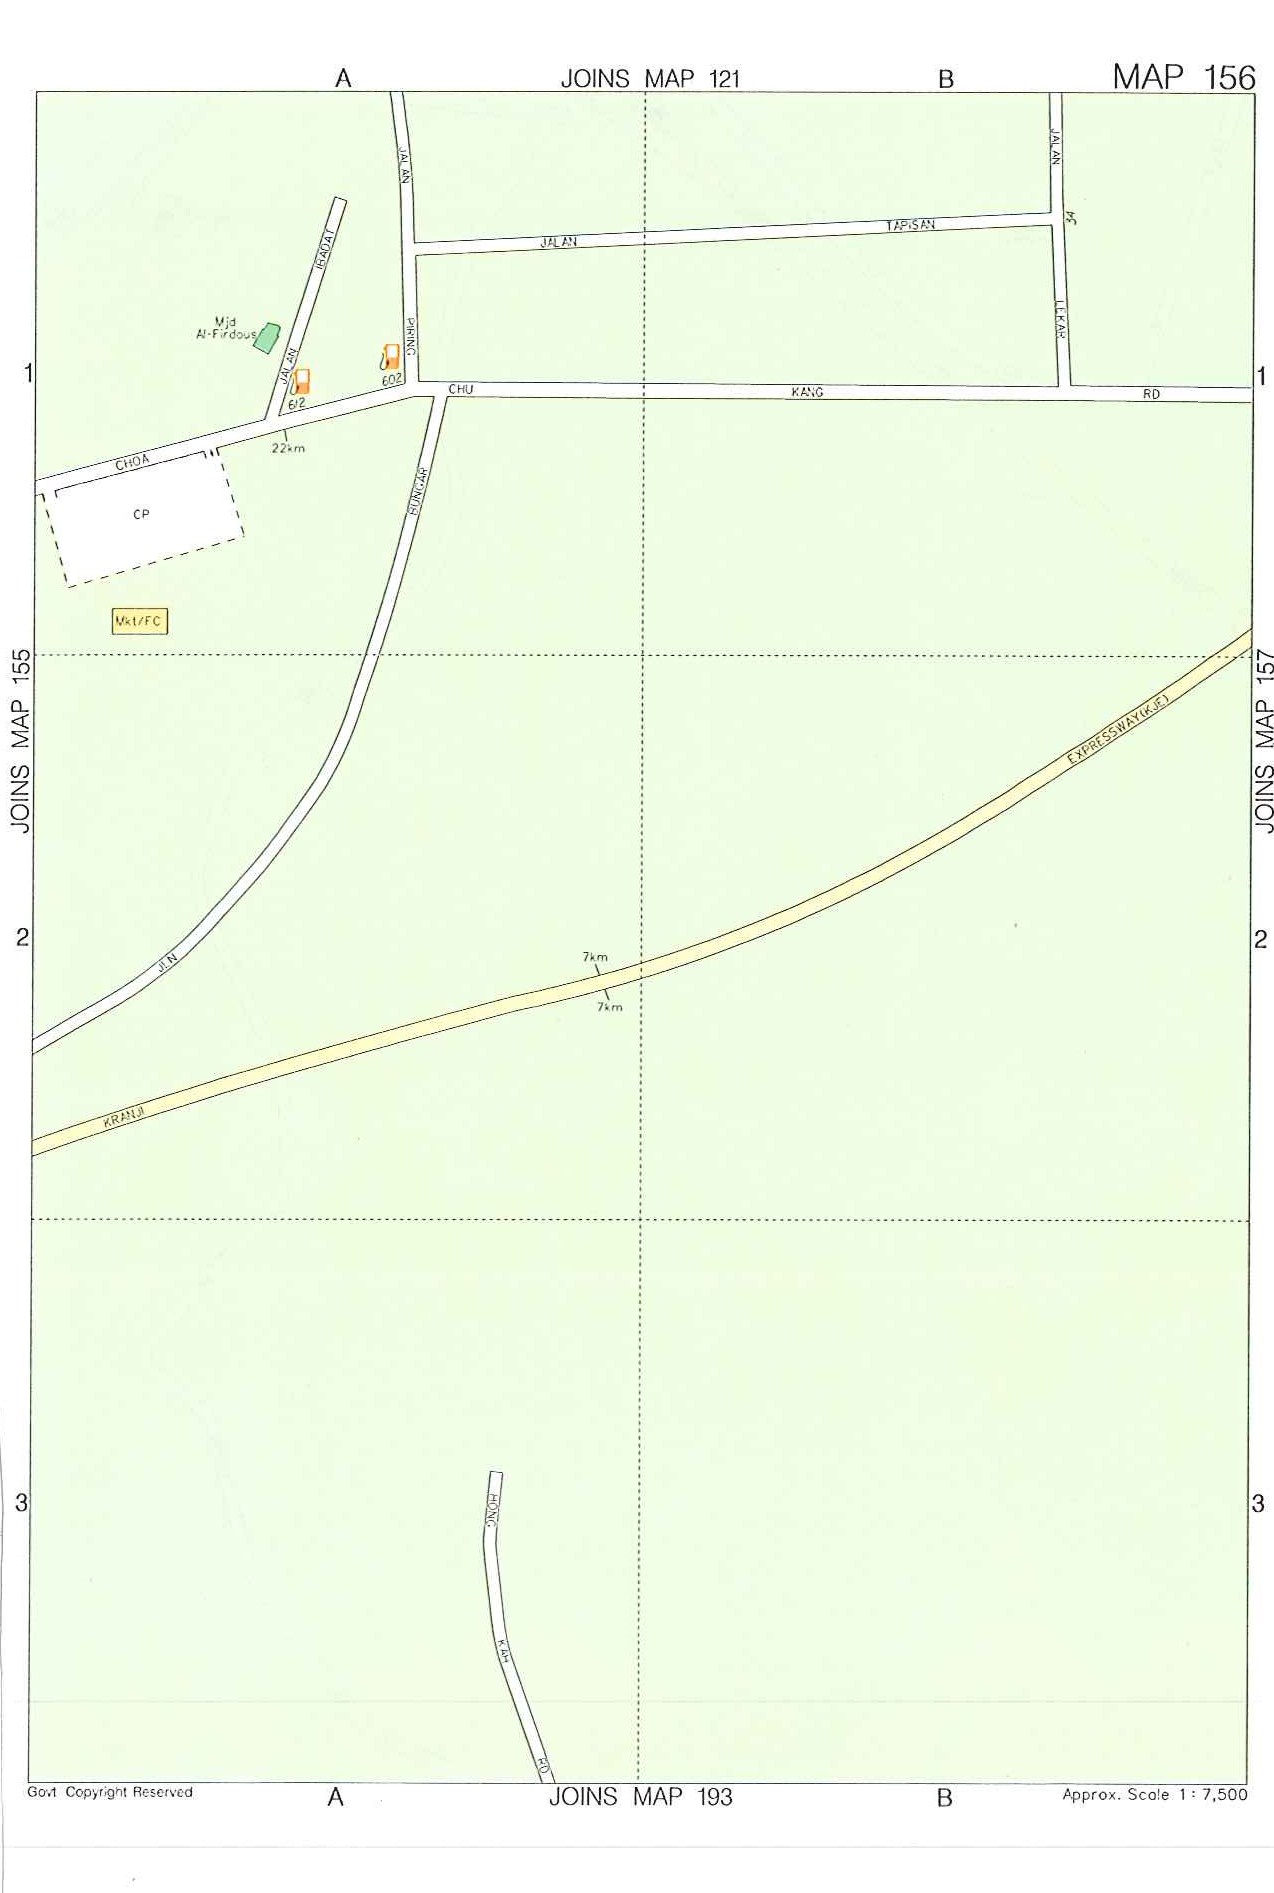 A JOINS MAP 121 B MAP 156
JALAN
JALAN
34
JALAN TAPISAN
IBADAT
Mjd
Al-Firdous
PIRING
LEKAR
JALAN
602
612
1
1
CHOA CHU KANG RD
22km
BUNGAR
CP
Mkt/FC
JOINS MAP 155
JOINS MAP 157
EXPRESSWAY(KJE)
2
2
7km
7km
JLN
KRANJI
3
3
HONG
KAH
RD
Govt Copyright Reserved A JOINS MAP 193 B Approx. Scale 1 : 7,500